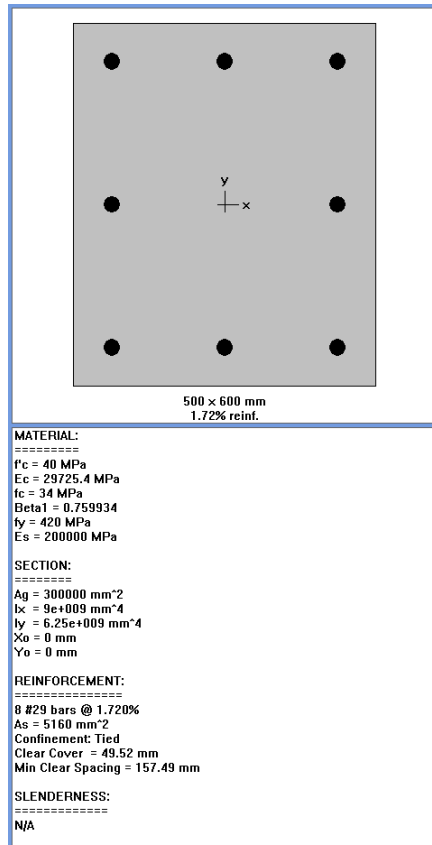 y
x
500 x 600 mm
1.72% reinf.
MATERIAL:
=========
f'c = 40 MPa
Ec = 29725.4 MPa
fc = 34 MPa
Beta1 = 0.759934
fy = 420 MPa
Es = 200000 MPa
SECTION:
========
Ag = 300000 mm^2
Ix = 9e+009 mm^4
Iy = 6.25e+009 mm^4
Xo = 0 mm
Yo = 0 mm
REINFORCEMENT:
===============
8 #29 bars @ 1.720%
As = 5160 mm^2
Confinement: Tied
Clear Cover = 49.52 mm
Min Clear Spacing = 157.49 mm
SLENDERNESS:
=============
N/A